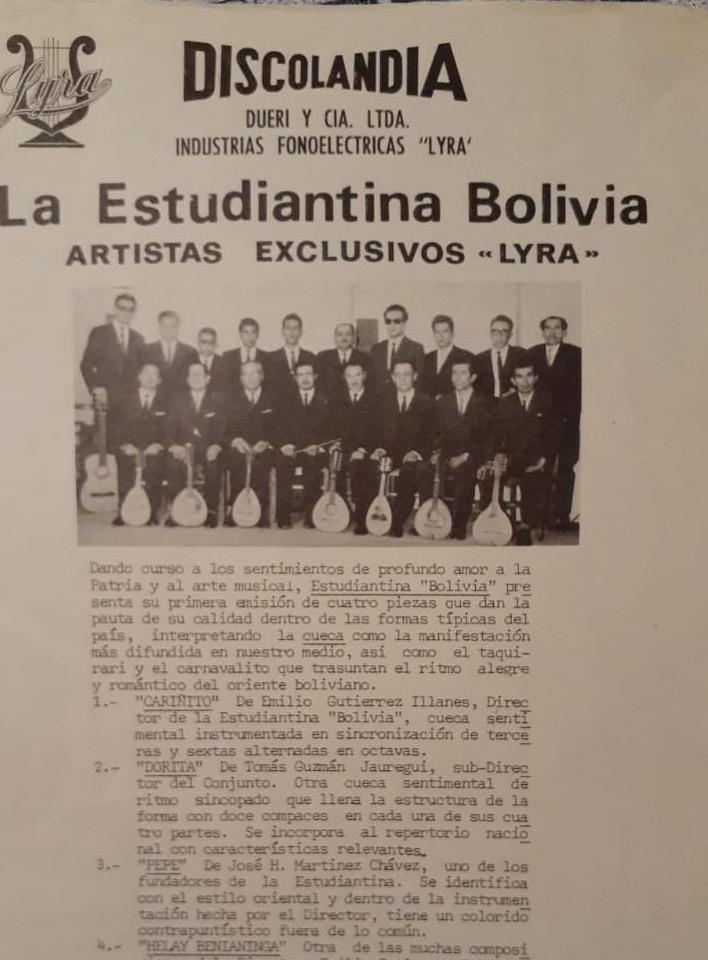 Lyra
DISCOLANDIA
DUERI Y CIA. LTDA.
INDUSTRIAS FONOELECTRICAS "LYRA'
La Estudiantina Bolivia
ARTISTAS EXCLUSIVOS «LYRA»
Dando curso a los sentimientos de profundo amor a la
Patria y al arte musical, Estudiantina "Bolivia" pre
senta su primera emisión de cuatro piezas que dan la
pauta de su calidad dentro de las formas típicas del
país, interpretando la cueca como la manifestación
más difundida en nuestro medio, asi como el taqui-
rari y el carnavalito que trasuntan el ritmo alegre
y romántico del oriente boliviano.
1.- "CARIÑITO" De Emilio Gutierrez Illanes, Direc
tor de la Estudiantina "Bolivia", cueca senti
mental instrumentada en sincronización de terce
ras y sextas alternadas en octavas.
2.- "DORITA" De Tomás Guzmán Jauregui, sub-Direc
tor del Conjunto. Otra cueca sentimental de
ritmo sincopado que llena la estructura de la
forma con doce compaces en cada una de sus cua
tro partes. Se incorpora al repertorio nacio
nal con características relevantes.
3.- "PEPE" De José H. Martinez Chávez, uno de los
fundadores de la Estudiantina. Se identifica
con el estilo oriental y dentro de la instrumen
tación hecha por el Director, tiene un colorido
contrapuntístico fuera de lo común.
4.- "HELAY BENIANINGA" Otra de las muchas composi